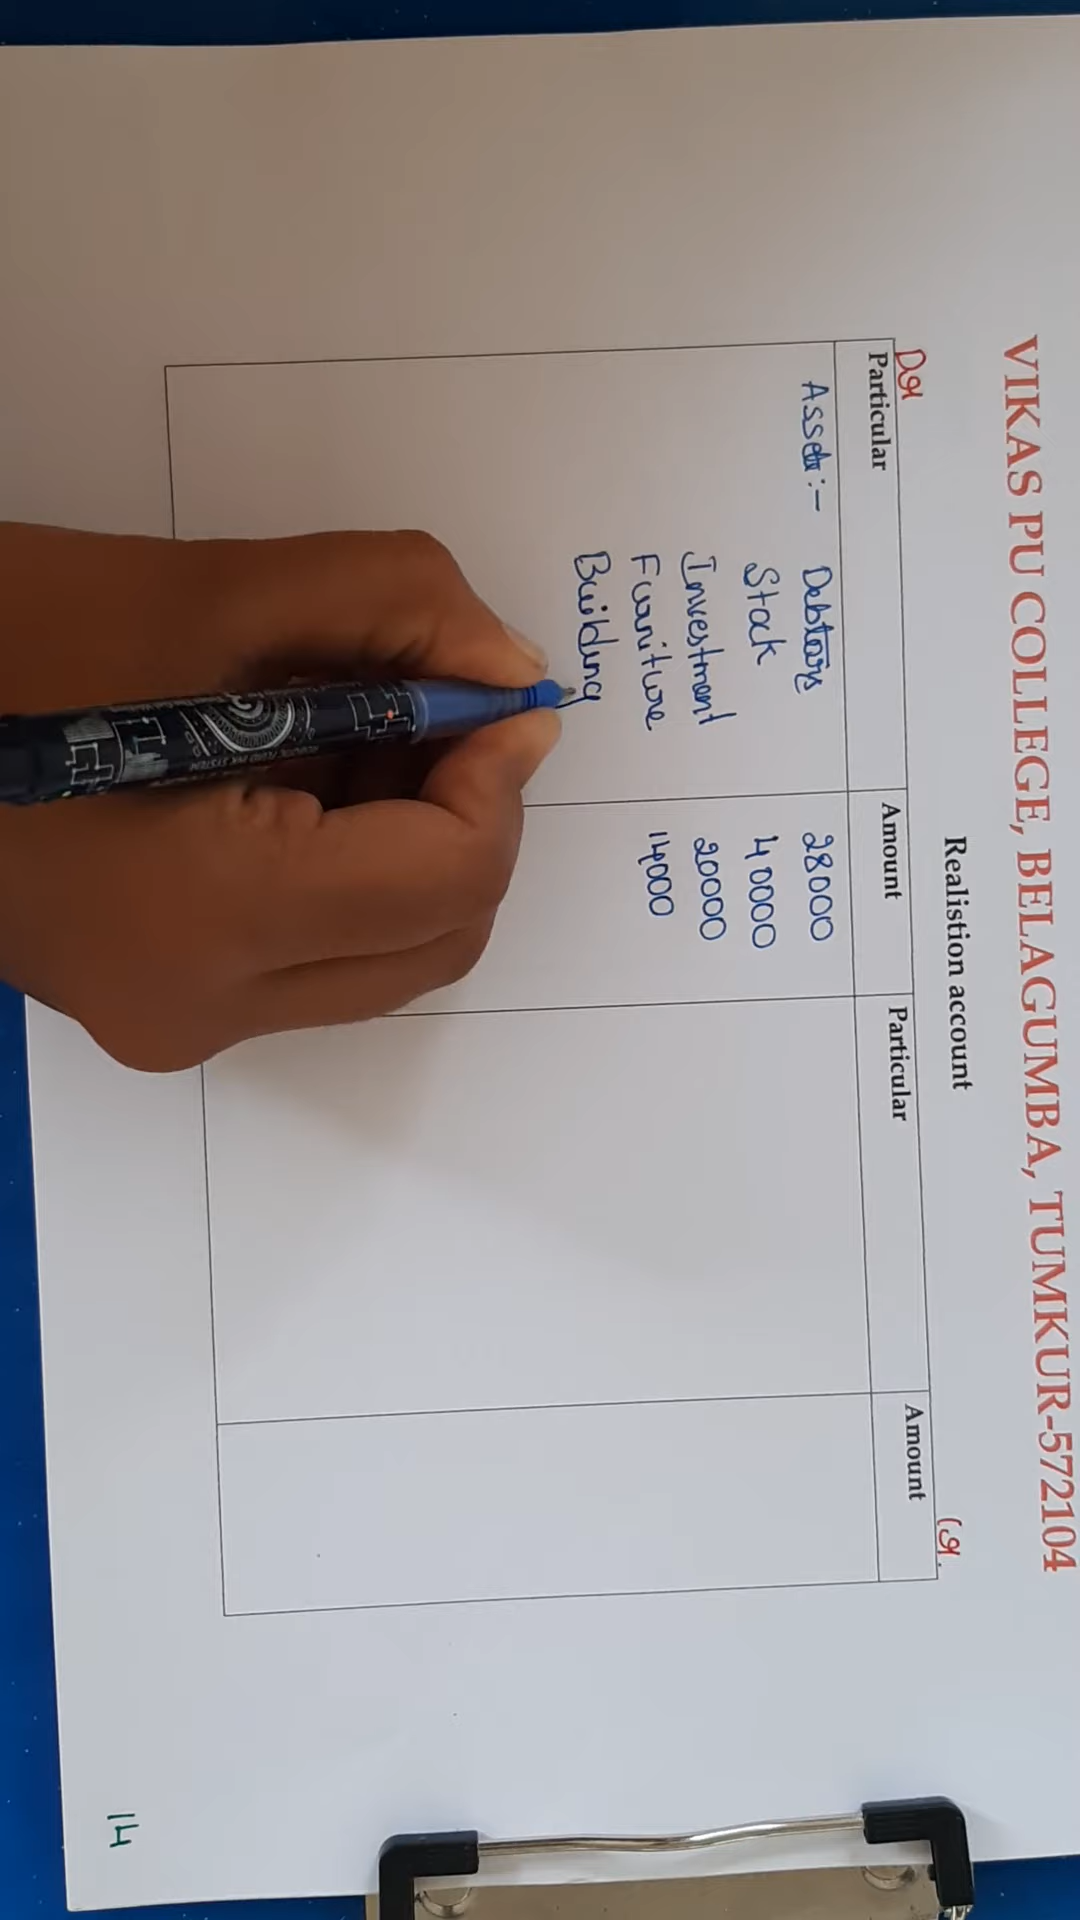 VIKAS PU COLLEGE, BELAGUMBA, TUMKUR-572104
Realistion account
Dr Cr.
Particular Amount Particular Amount
Asset:- Debtors 28000
Stock 40000
Investment 20000
Furniture 14000
Building
14